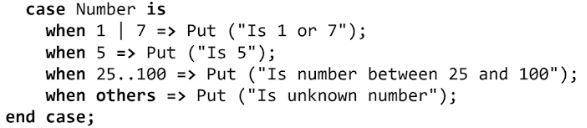 case Number is
when 1 | 7 => Put ("Is 1 or 7");
when 5 => Put ("Is 5");
when 25..100 => Put ("Is number between 25 and 100");
when others => Put ("Is unknown number");
end case;